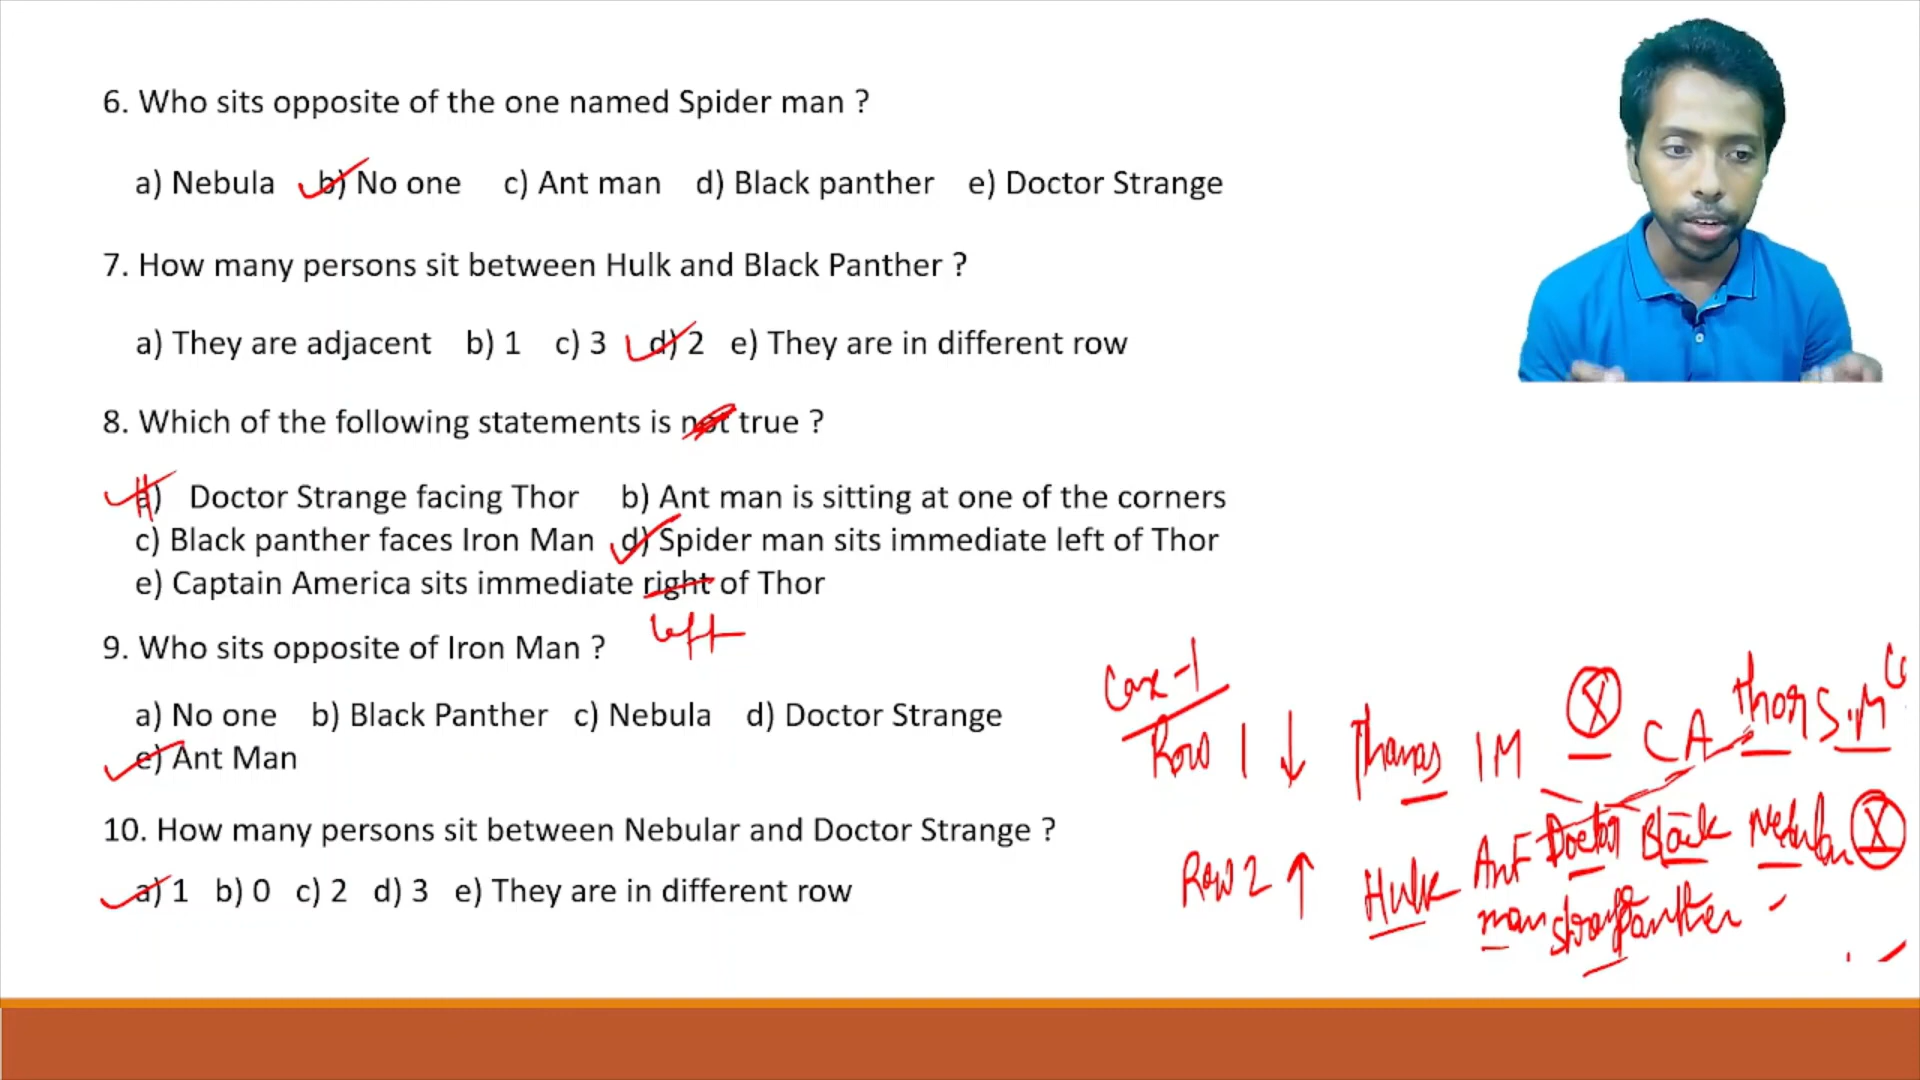 6. Who sits opposite of the one named Spider man ?
a) Nebula b) No one c) Ant man d) Black panther e) Doctor Strange
7. How many persons sit between Hulk and Black Panther ?
a) They are adjacent b) 1 c) 3 d) 2 e) They are in different row
8. Which of the following statements is not true ?
a) Doctor Strange facing Thor b) Ant man is sitting at one of the corners
c) Black panther faces Iron Man d) Spider man sits immediate left of Thor
e) Captain America sits immediate right of Thor
left
9. Who sits opposite of Iron Man ?
a) No one b) Black Panther c) Nebula d) Doctor Strange
e) Ant Man
10. How many persons sit between Nebular and Doctor Strange ?
a) 1 b) 0 c) 2 d) 3 e) They are in different row
Case-1
Row 1 ↓ Thanos IM X CA Thor S.M
Row 2 ↑ Hulk Ant Doctor Black Nebular X
man strange panther